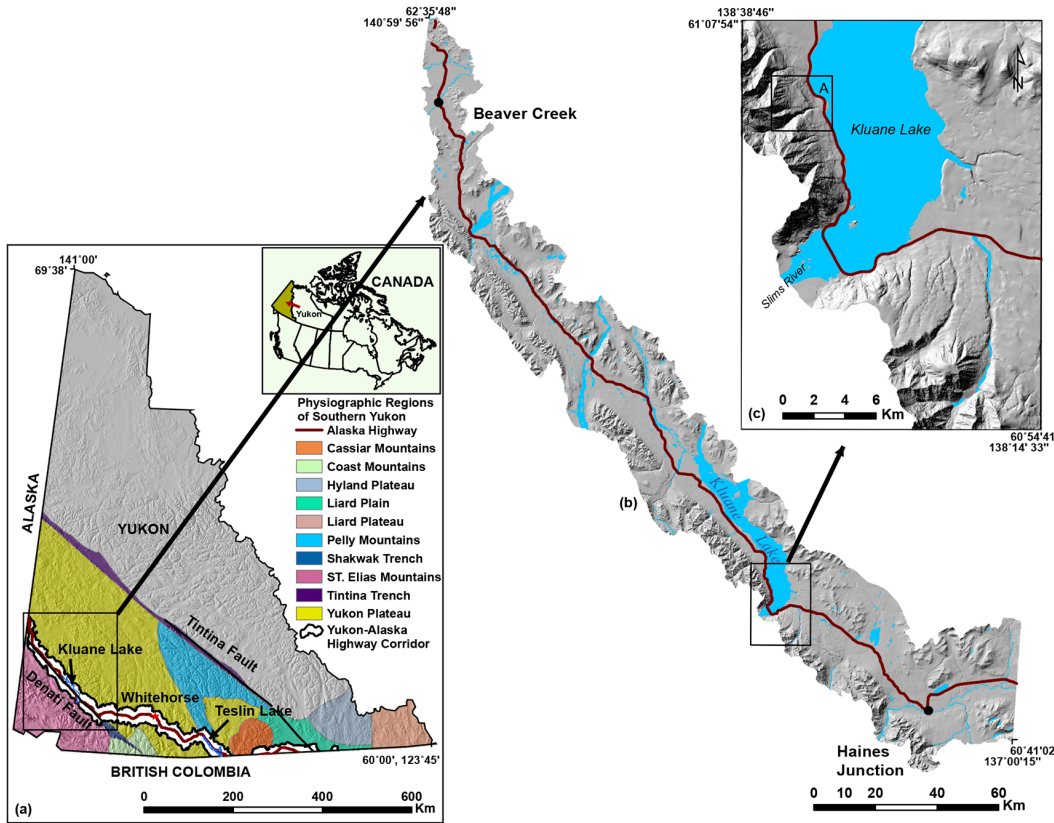 62°35'48"
140°59' 56"
Beaver Creek
138°38'46"
61°07'54"
A
N
Kluane Lake
Slims River
0 2 4 6
Km
(c)
60°54'41
138°14' 33"
141°00'
69°38'
CANADA
Yukon
Physiographic Regions
of Southern Yukon
Alaska Highway
Cassiar Mountains
Coast Mountains
Hyland Plateau
Liard Plain
Liard Plateau
Pelly Mountains
Shakwak Trench
ST. Elias Mountains
Tintina Trench
Yukon Plateau
Yukon-Alaska
Highway Corridor
ALASKA
YUKON
Tintina Fault
Kluane Lake
Denali Fault
Whitehorse
Teslin Lake
BRITISH COLOMBIA
60°00', 123°45'
(a)
0 200 400 600
Km
(b)
Kluane
Lake
Haines
Junction
60°41'02
137°00'15"
0 10 20 40 60
Km